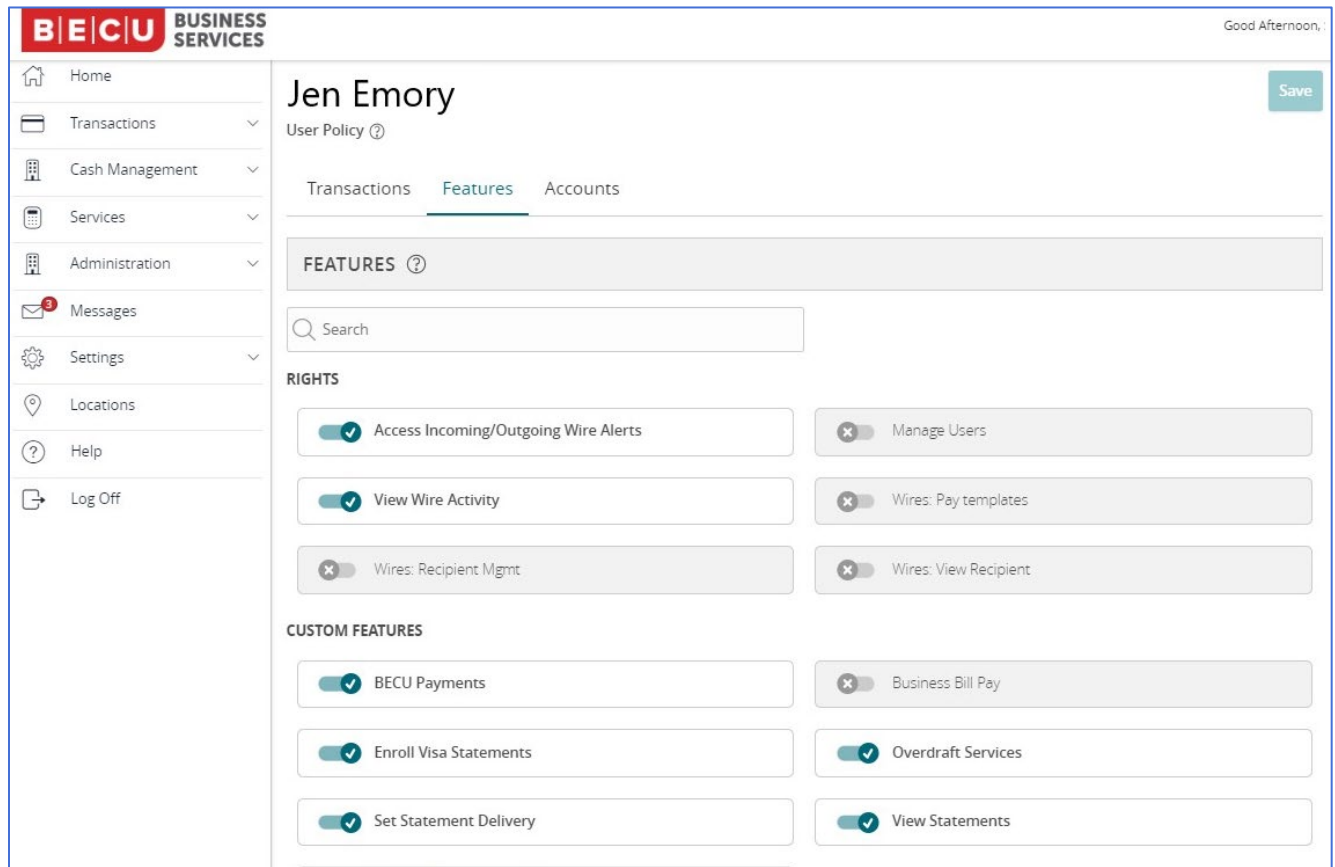 B|E|C|U BUSINESS SERVICES
Good Afternoon,
Home
Transactions
Cash Management
Services
Administration
3
Messages
Settings
Locations
Help
Log Off
Jen Emory
Save
User Policy ?
Transactions Features Accounts
FEATURES ?
Search
RIGHTS
Access Incoming/Outgoing Wire Alerts
Manage Users
View Wire Activity
Wires: Pay templates
Wires: Recipient Mgmt
Wires: View Recipient
CUSTOM FEATURES
BECU Payments
Business Bill Pay
Enroll Visa Statements
Overdraft Services
Set Statement Delivery
View Statements